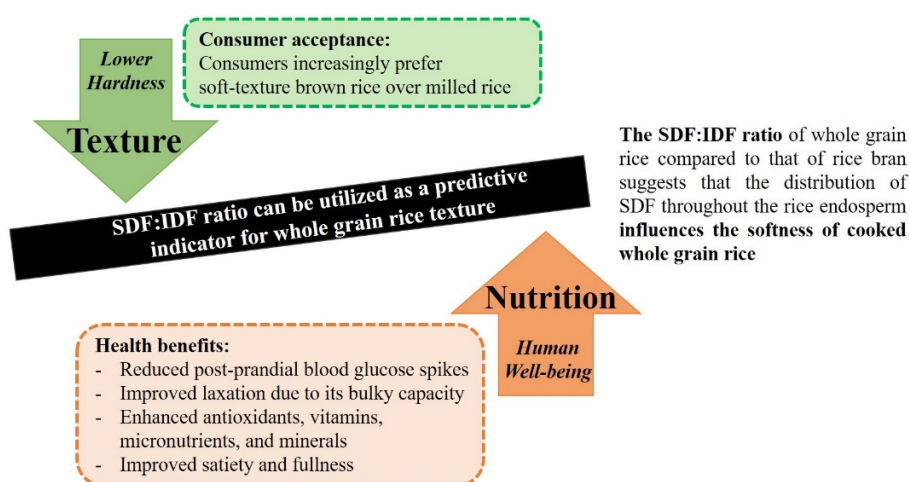 Lower
Hardness
Texture
Consumer acceptance:
Consumers increasingly prefer
soft-texture brown rice over milled rice
SDF:IDF ratio can be utilized as a predictive
indicator for whole grain rice texture
The SDF:IDF ratio of whole grain
rice compared to that of rice bran
suggests that the distribution of
SDF throughout the rice endosperm
influences the softness of cooked
whole grain rice
Nutrition
Human
Well-being
Health benefits:
- Reduced post-prandial blood glucose spikes
- Improved laxation due to its bulky capacity
- Enhanced antioxidants, vitamins,
micronutrients, and minerals
- Improved satiety and fullness